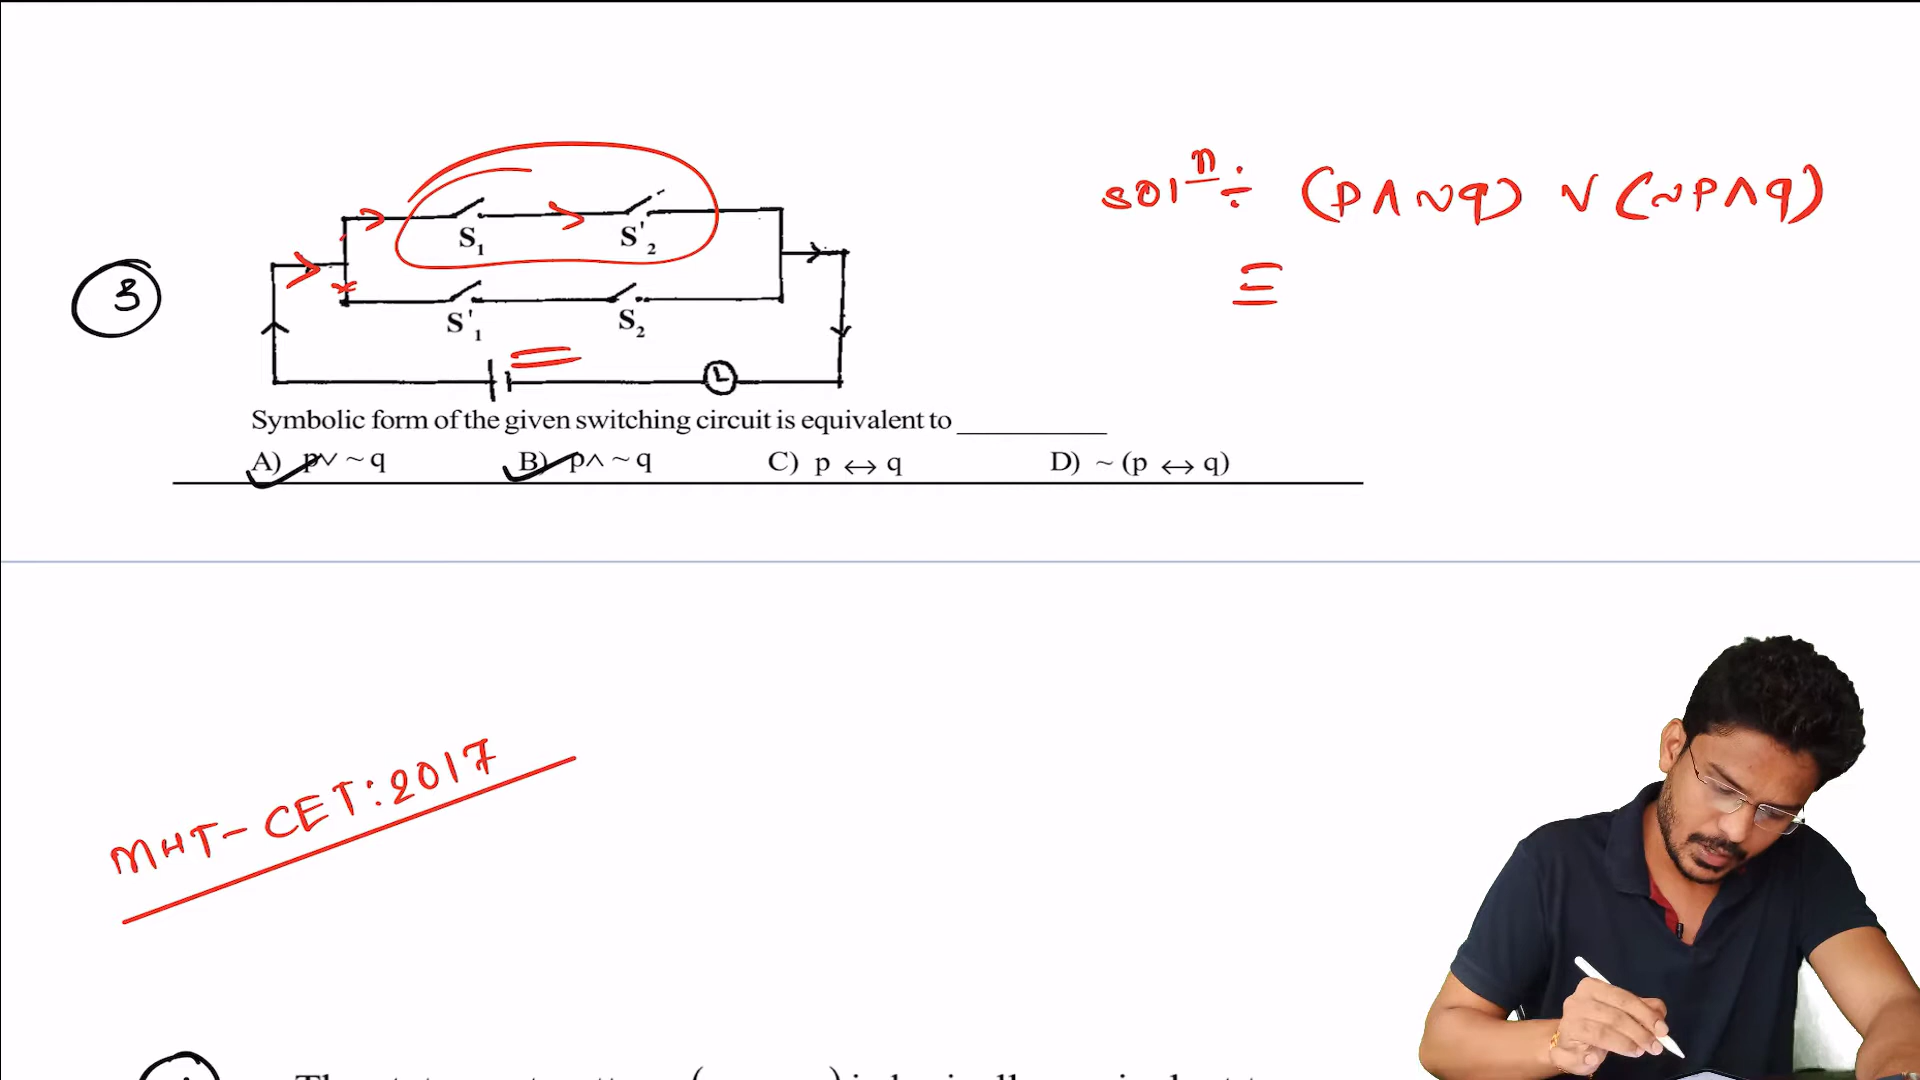 solⁿ ÷ (p ∧ ~q) ∨ (~p ∧ q)
≡
3
S₁ S'₂
S'₁ S₂
L
Symbolic form of the given switching circuit is equivalent to __________
A) p∨ ~ q B) p∧ ~ q C) p ↔ q D) ~ (p ↔ q)
MHT-CET:2017